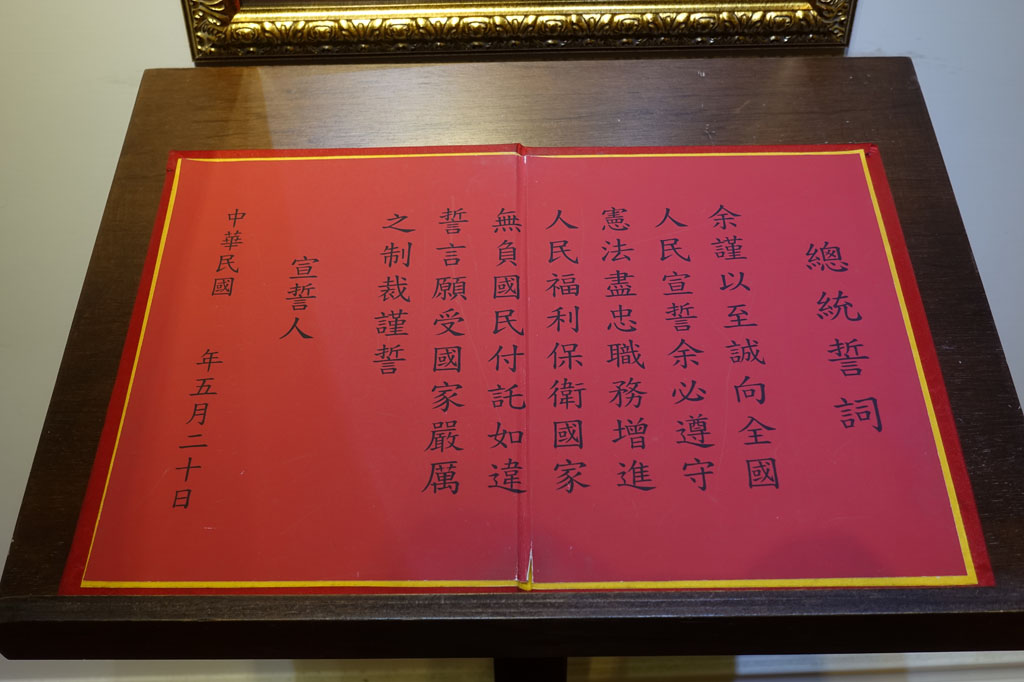 總統誓詞
余謹以至誠向全國
人民宣誓余必遵守
憲法盡忠職務增進
人民福利保衛國家
無負國民付託如違
誓言願受國家嚴厲
之制裁謹誓
宣誓人
中華民國 年五月二十日